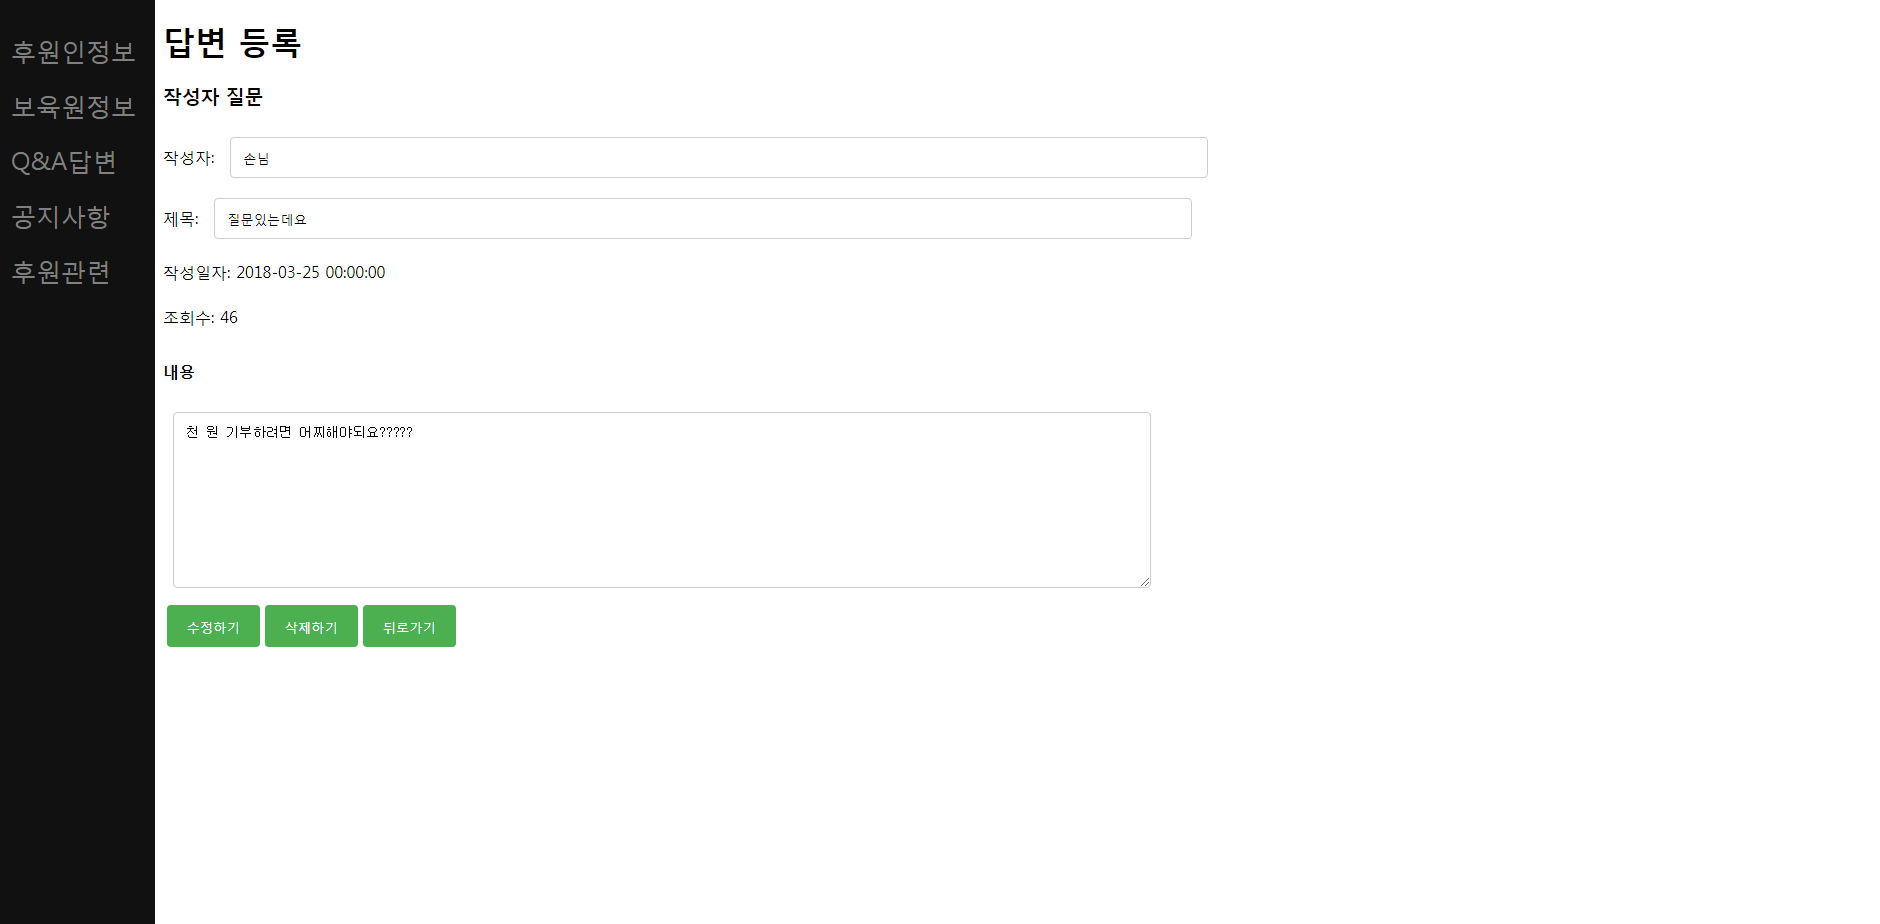 후원인정보
보육원정보
Q&A답변
공지사항
후원관련
답변 등록
작성자 질문
작성자: 손님
제목: 질문있는데요
작성일자: 2018-03-25 00:00:00
조회수: 46
내용
천 원 기부하려면 어찌해야되요?????
수정하기 삭제하기 뒤로가기